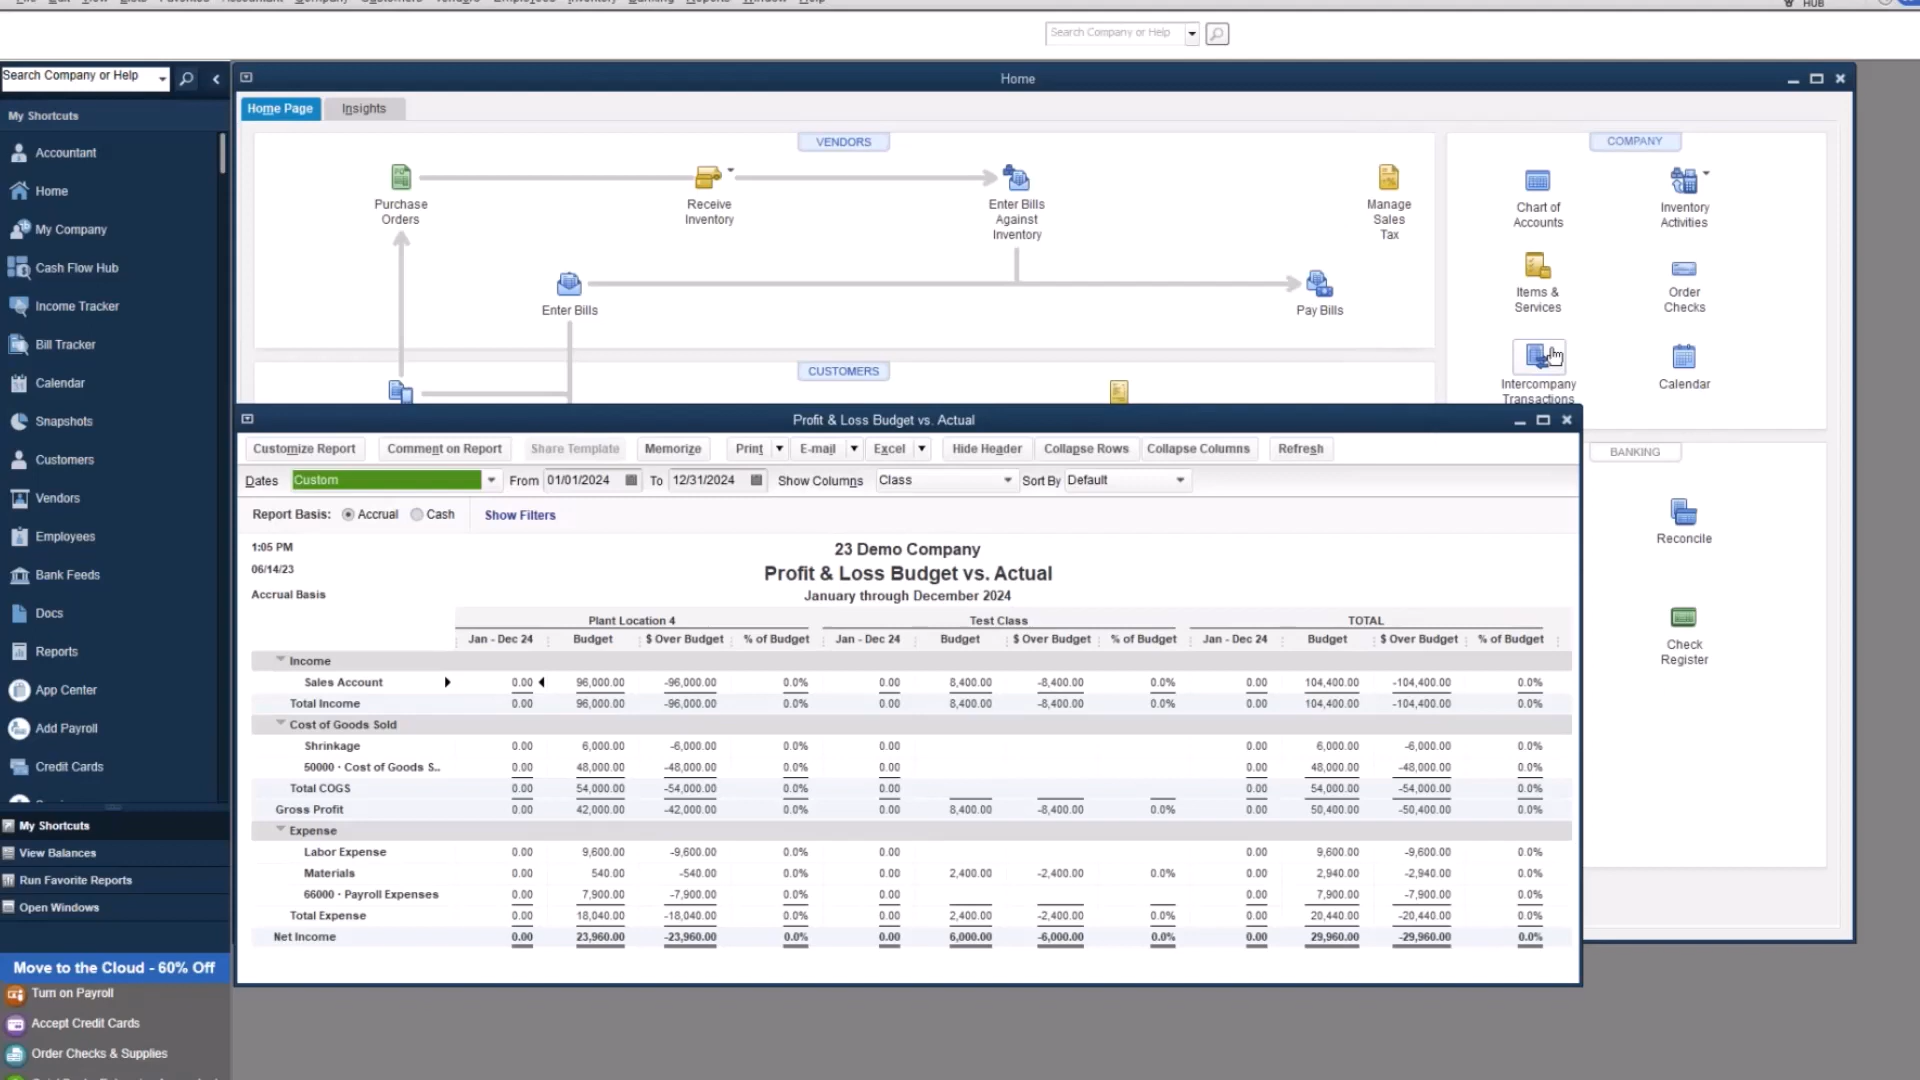 HUB
Search Company or Help
Search Company or Help
Home
My Shortcuts
Accountant
Home
My Company
Cash Flow Hub
Income Tracker
Bill Tracker
Calendar
Snapshots
Customers
Vendors
Employees
Bank Feeds
Docs
Reports
App Center
Add Payroll
Credit Cards
My Shortcuts
View Balances
Run Favorite Reports
Open Windows
Move to the Cloud - 60% Off
Turn on Payroll
Accept Credit Cards
Order Checks & Supplies
Home Page Insights
VENDORS
Purchase
Orders
Receive
Inventory
Enter Bills
Against
Inventory
Manage
Sales
Tax
Enter Bills
Pay Bills
CUSTOMERS
COMPANY
Chart of
Accounts
Inventory
Activities
Items &
Services
Order
Checks
Intercompany
Transactions
Calendar
BANKING
Reconcile
Check
Register
Profit & Loss Budget vs. Actual
Customize Report Comment on Report Share Template Memorize Print E-mail Excel Hide Header Collapse Rows Collapse Columns Refresh
Dates Custom From 01/01/2024 To 12/31/2024 Show Columns Class Sort By Default
Report Basis: Accrual Cash Show Filters
1:05 PM
06/14/23
Accrual Basis
23 Demo Company
Profit & Loss Budget vs. Actual
January through December 2024
Plant Location 4 Test Class TOTAL
Jan - Dec 24 Budget $ Over Budget % of Budget Jan - Dec 24 Budget $ Over Budget % of Budget Jan - Dec 24 Budget $ Over Budget % of Budget
Income
Sales Account 0.00 96,000.00 -96,000.00 0.0% 0.00 8,400.00 -8,400.00 0.0% 0.00 104,400.00 -104,400.00 0.0%
Total Income 0.00 96,000.00 -96,000.00 0.0% 0.00 8,400.00 -8,400.00 0.0% 0.00 104,400.00 -104,400.00 0.0%
Cost of Goods Sold
Shrinkage 0.00 6,000.00 -6,000.00 0.0% 0.00 0.00 6,000.00 -6,000.00 0.0%
50000 · Cost of Goods S.. 0.00 48,000.00 -48,000.00 0.0% 0.00 0.00 48,000.00 -48,000.00 0.0%
Total COGS 0.00 54,000.00 -54,000.00 0.0% 0.00 0.00 54,000.00 -54,000.00 0.0%
Gross Profit 0.00 42,000.00 -42,000.00 0.0% 0.00 8,400.00 -8,400.00 0.0% 0.00 50,400.00 -50,400.00 0.0%
Expense
Labor Expense 0.00 9,600.00 -9,600.00 0.0% 0.00 0.00 9,600.00 -9,600.00 0.0%
Materials 0.00 540.00 -540.00 0.0% 0.00 2,400.00 -2,400.00 0.0% 0.00 2,940.00 -2,940.00 0.0%
66000 · Payroll Expenses 0.00 7,900.00 -7,900.00 0.0% 0.00 0.00 7,900.00 -7,900.00 0.0%
Total Expense 0.00 18,040.00 -18,040.00 0.0% 0.00 2,400.00 -2,400.00 0.0% 0.00 20,440.00 -20,440.00 0.0%
Net Income 0.00 23,960.00 -23,960.00 0.0% 0.00 6,000.00 -6,000.00 0.0% 0.00 29,960.00 -29,960.00 0.0%